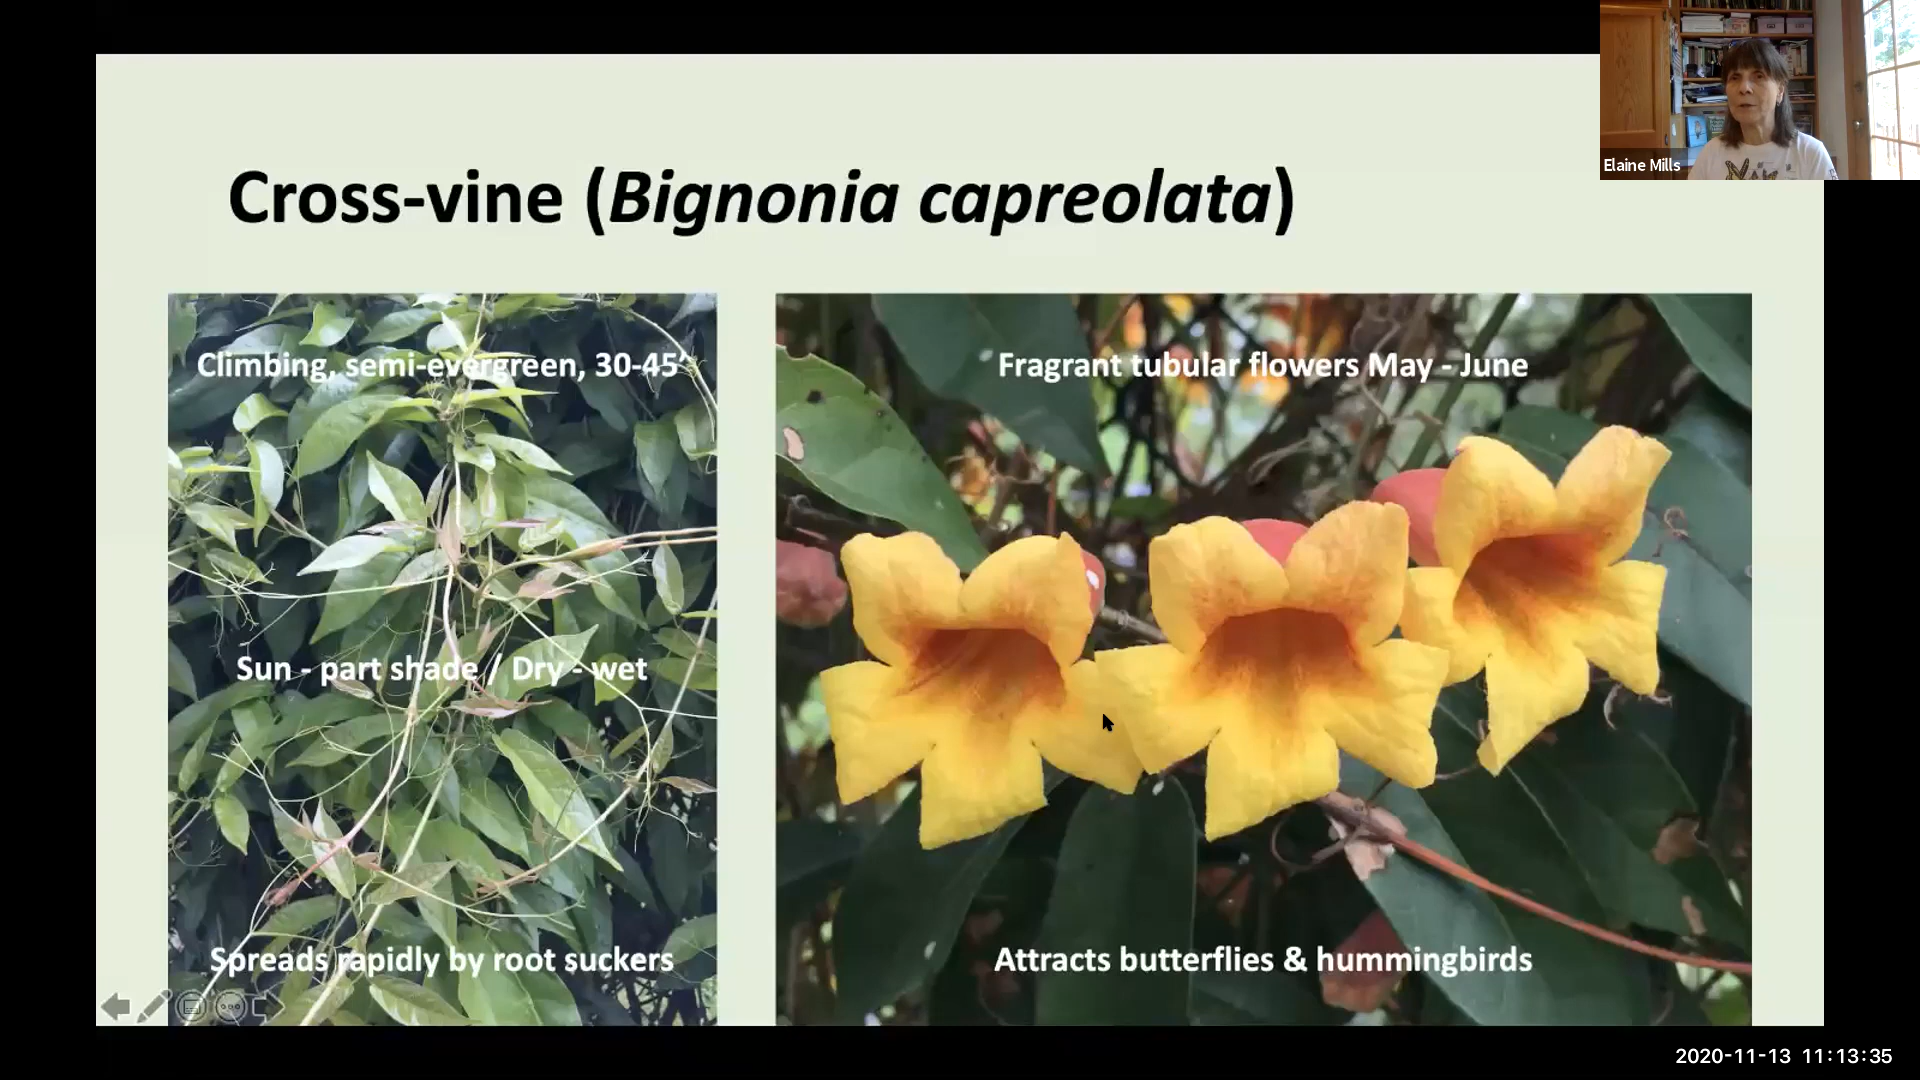 Elaine Mills
Cross-vine (Bignonia capreolata)
Climbing, semi-evergreen, 30-45'
Sun - part shade / Dry - wet
Spreads rapidly by root suckers
Fragrant tubular flowers May - June
Attracts butterflies & hummingbirds
2020-11-13 11:13:35